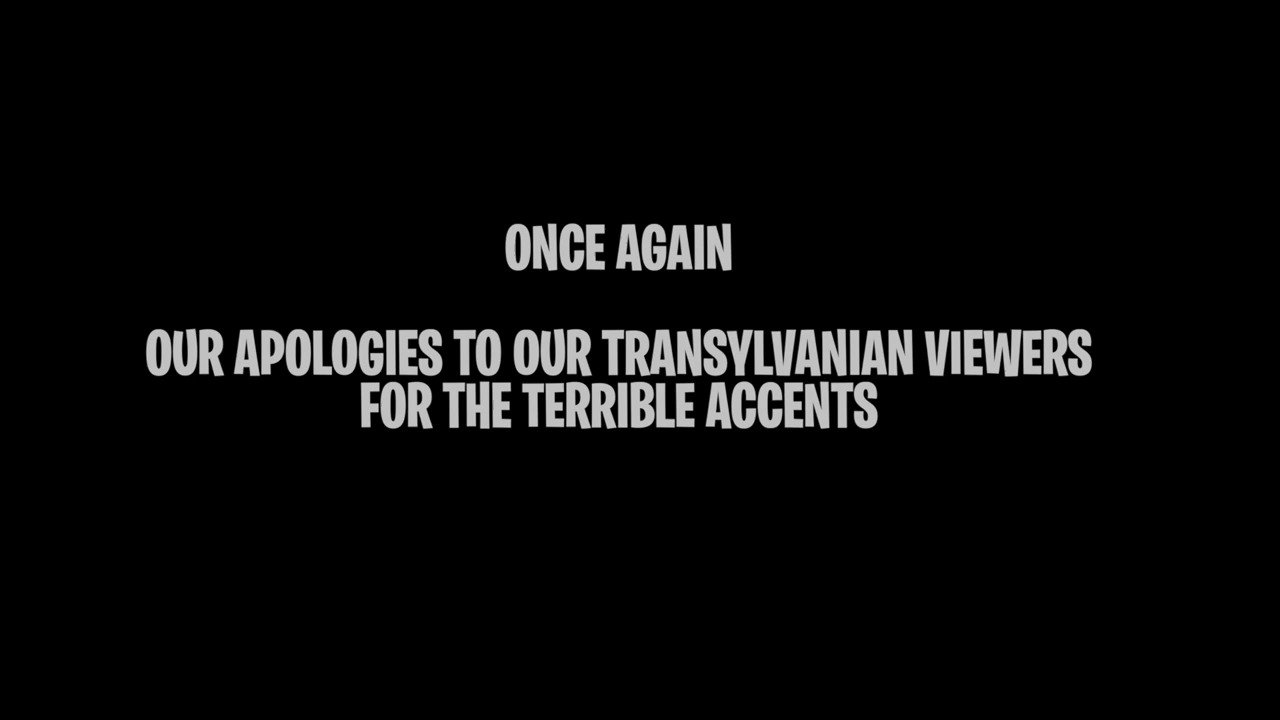 ONCE AGAIN
OUR APOLOGIES TO OUR TRANSYLVANIAN VIEWERS
FOR THE TERRIBLE ACCENTS